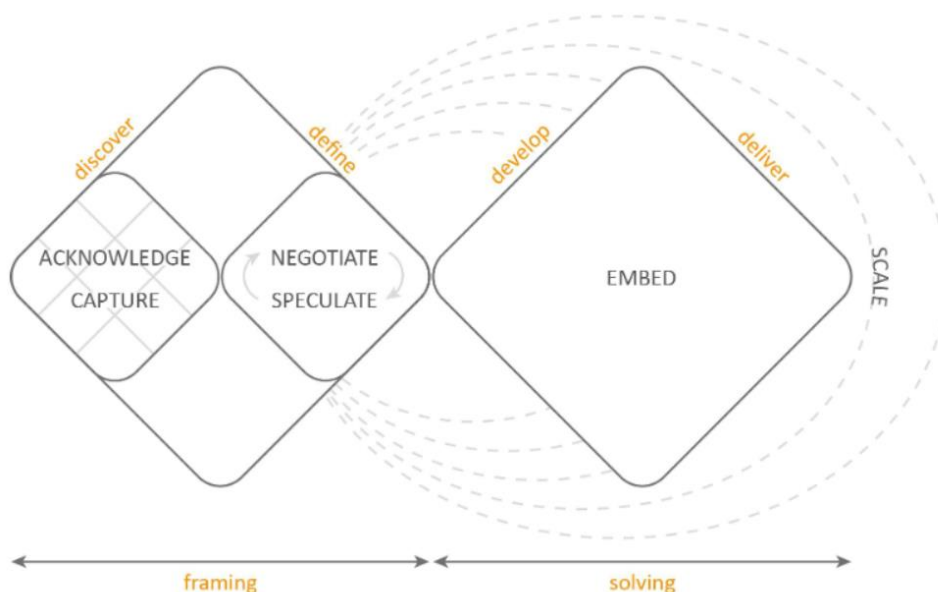 discover
define
develop
deliver
ACKNOWLEDGE
CAPTURE
NEGOTIATE
SPECULATE
EMBED
SCALE
framing
solving